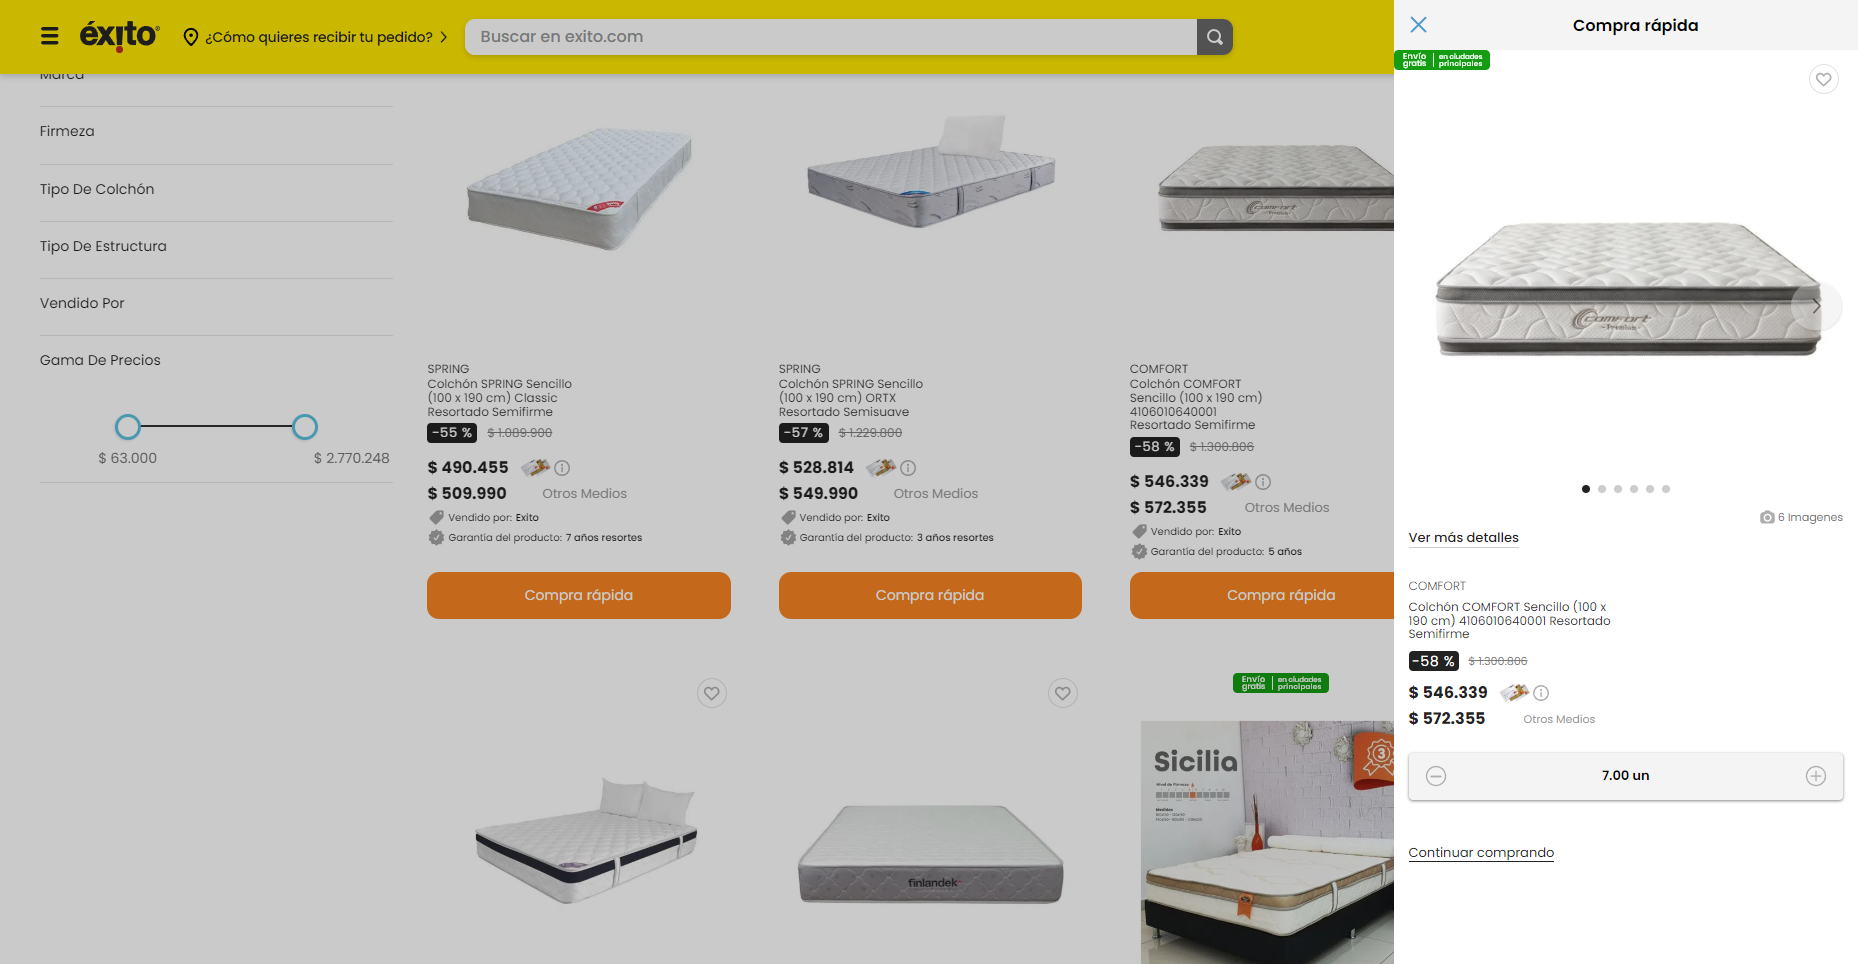 éxito
¿Cómo quieres recibir tu pedido?
Buscar en exito.com
Marca
Firmeza
Tipo De Colchón
Tipo De Estructura
Vendido Por
Gama De Precios
$ 63.000
$ 2.770.248
SPRING
Colchón SPRING Sencillo
(100 x 190 cm) Classic
Resortado Semifirme
-55 % $ 1.089.900
$ 490.455
$ 509.990 Otros Medios
Vendido por: Exito
Garantía del producto: 7 años resortes
Compra rápida
SPRING
Colchón SPRING Sencillo
(100 x 190 cm) ORTX
Resortado Semisuave
-57 % $ 1.229.800
$ 528.814
$ 549.990 Otros Medios
Vendido por: Exito
Garantía del producto: 3 años resortes
Compra rápida
Comfort
COMFORT
Colchón COMFORT
Sencillo (100 x 190 cm)
4106010640001
Resortado Semifirme
-58 % $ 1.300.806
$ 546.339
$ 572.355 Otros Medios
Vendido por: Exito
Garantía del producto: 5 años
Compra rápida
finlandek
Envío gratis en ciudades principales
Sicilia
3
Nivel de Firmeza
Medidas
Compra rápida
Envío gratis en ciudades principales
Comfort
Premium
6 Imagenes
Ver más detalles
COMFORT
Colchón COMFORT Sencillo (100 x
190 cm) 4106010640001 Resortado
Semifirme
-58 % $ 1.300.806
$ 546.339
$ 572.355 Otros Medios
7.00 un
Continuar comprando